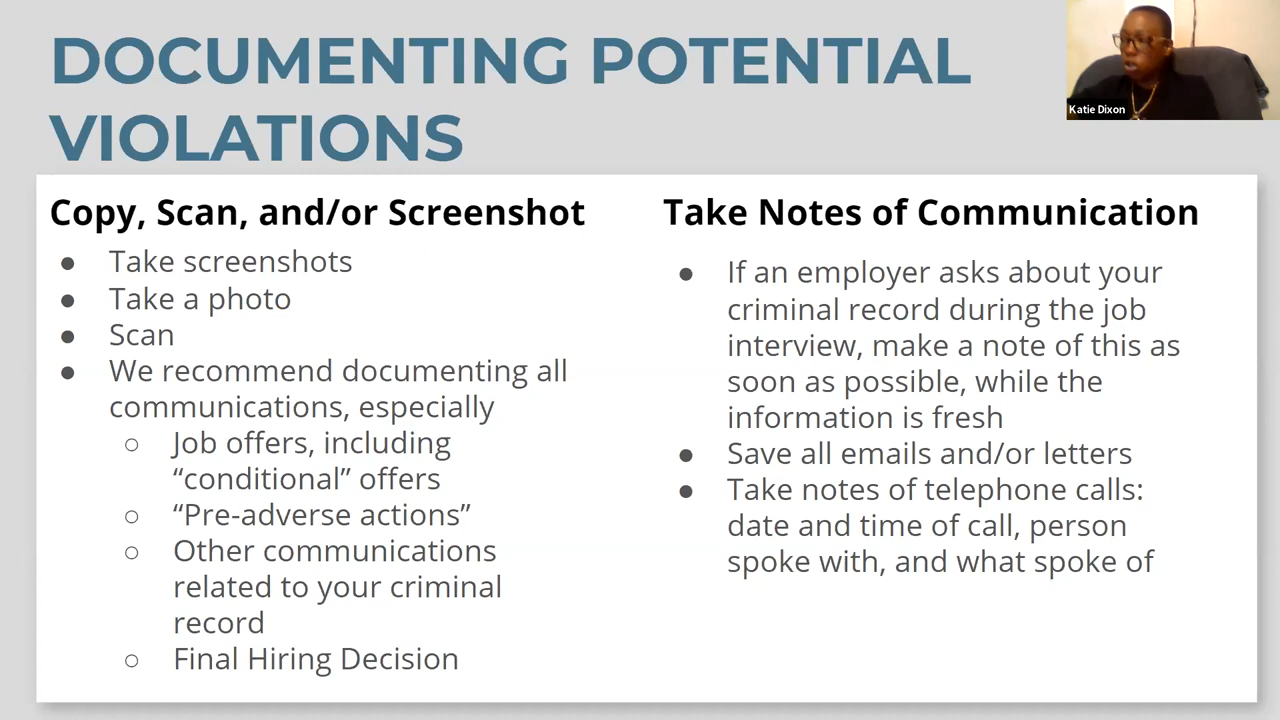 DOCUMENTING POTENTIAL
VIOLATIONS
Katie Dixon
Copy, Scan, and/or Screenshot
● Take screenshots
● Take a photo
● Scan
● We recommend documenting all
communications, especially
○ Job offers, including
“conditional” offers
○ “Pre-adverse actions”
○ Other communications
related to your criminal
record
○ Final Hiring Decision
Take Notes of Communication
● If an employer asks about your
criminal record during the job
interview, make a note of this as
soon as possible, while the
information is fresh
● Save all emails and/or letters
● Take notes of telephone calls:
date and time of call, person
spoke with, and what spoke of